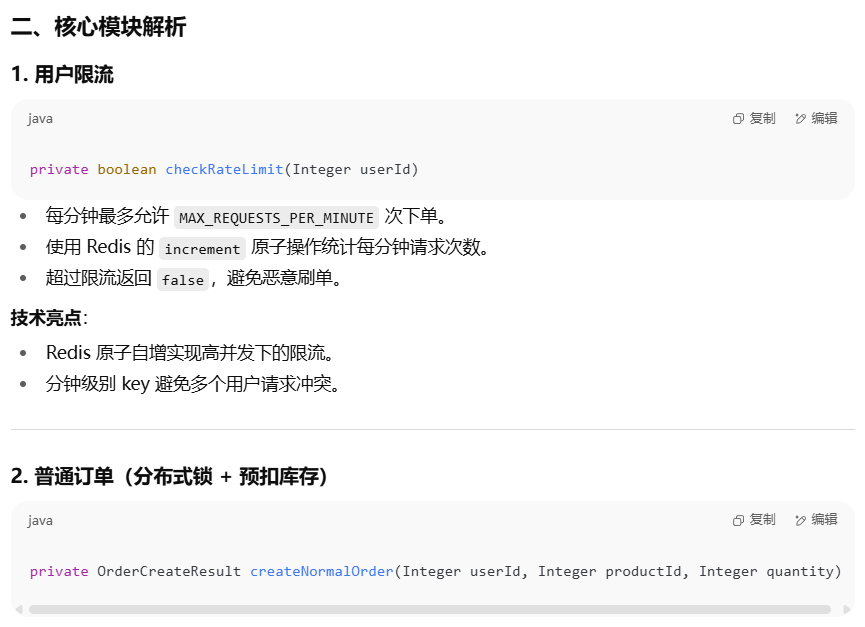 二、核心模块解析
1. 用户限流
java
复制 编辑
private boolean checkRateLimit(Integer userId)
每分钟最多允许 MAX_REQUESTS_PER_MINUTE 次下单。
使用 Redis 的 increment 原子操作统计每分钟请求次数。
超过限流返回 false，避免恶意刷单。
技术亮点:
Redis 原子自增实现高并发下的限流。
分钟级别 key 避免多个用户请求冲突。
2. 普通订单（分布式锁 + 预扣库存）
java
复制 编辑
private OrderCreateResult createNormalOrder(Integer userId, Integer productId, Integer quantity)